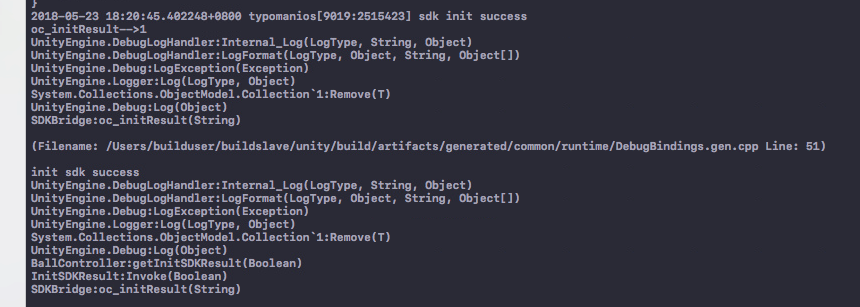 }
2018-05-23 18:20:45.402248+0800 typomanios[9019:2515423] sdk init success
oc_initResult-->1
UnityEngine.DebugLogHandler:Internal_Log(LogType, String, Object)
UnityEngine.DebugLogHandler:LogFormat(LogType, Object, String, Object[])
UnityEngine.Debug:LogException(Exception)
UnityEngine.Logger:Log(LogType, Object)
System.Collections.ObjectModel.Collection`1:Remove(T)
UnityEngine.Debug:Log(Object)
SDKBridge:oc_initResult(String)
(Filename: /Users/builduser/buildslave/unity/build/artifacts/generated/common/runtime/DebugBindings.gen.cpp Line: 51)
init sdk success
UnityEngine.DebugLogHandler:Internal_Log(LogType, String, Object)
UnityEngine.DebugLogHandler:LogFormat(LogType, Object, String, Object[])
UnityEngine.Debug:LogException(Exception)
UnityEngine.Logger:Log(LogType, Object)
System.Collections.ObjectModel.Collection`1:Remove(T)
UnityEngine.Debug:Log(Object)
BallController:getInitSDKResult(Boolean)
InitSDKResult:Invoke(Boolean)
SDKBridge:oc_initResult(String)